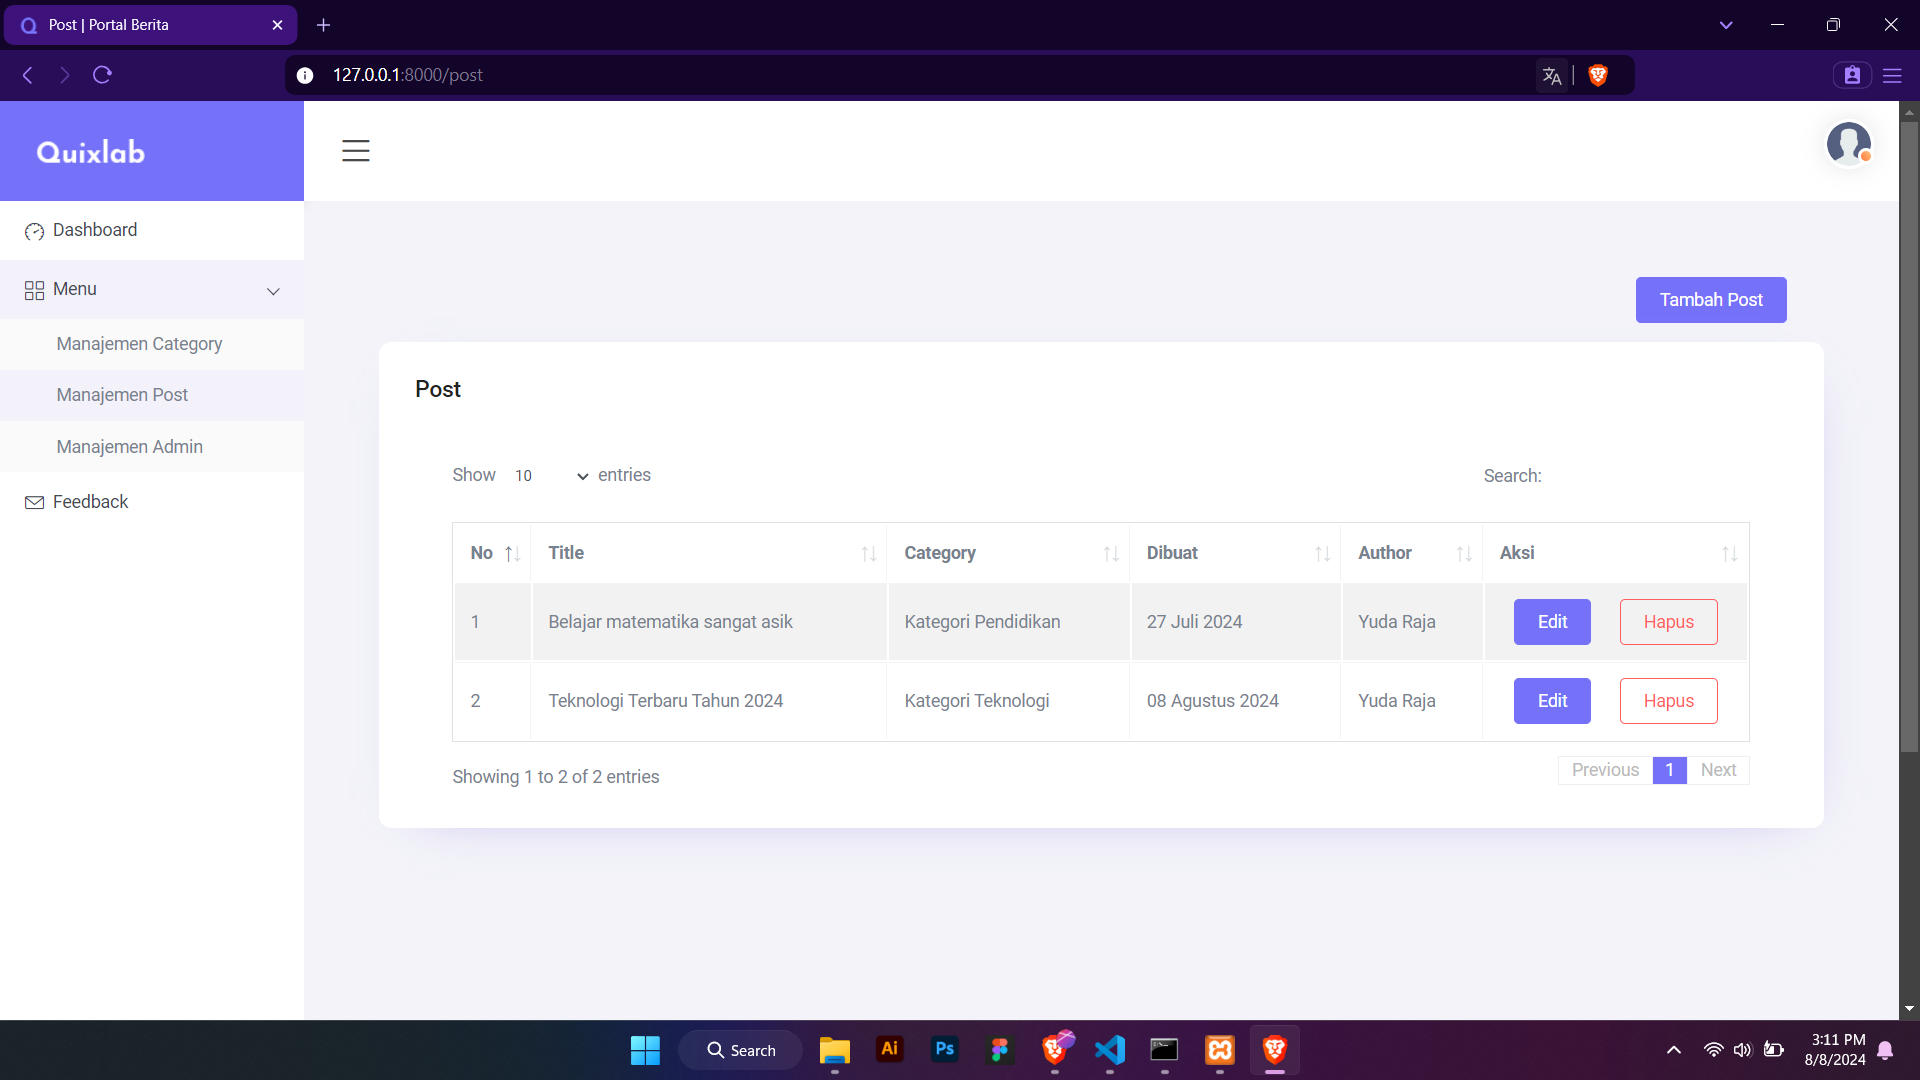 Post | Portal Berita
127.0.0.1:8000/post
Quixlab
Dashboard
Menu
Manajemen Category
Manajemen Post
Manajemen Admin
Feedback
Tambah Post
Post
Show 10 entries
Search:
No Title Category Dibuat Author Aksi
1 Belajar matematika sangat asik Kategori Pendidikan 27 Juli 2024 Yuda Raja Edit Hapus
2 Teknologi Terbaru Tahun 2024 Kategori Teknologi 08 Agustus 2024 Yuda Raja Edit Hapus
Showing 1 to 2 of 2 entries
Previous 1 Next
Search
Ai
Ps
3:11 PM
8/8/2024